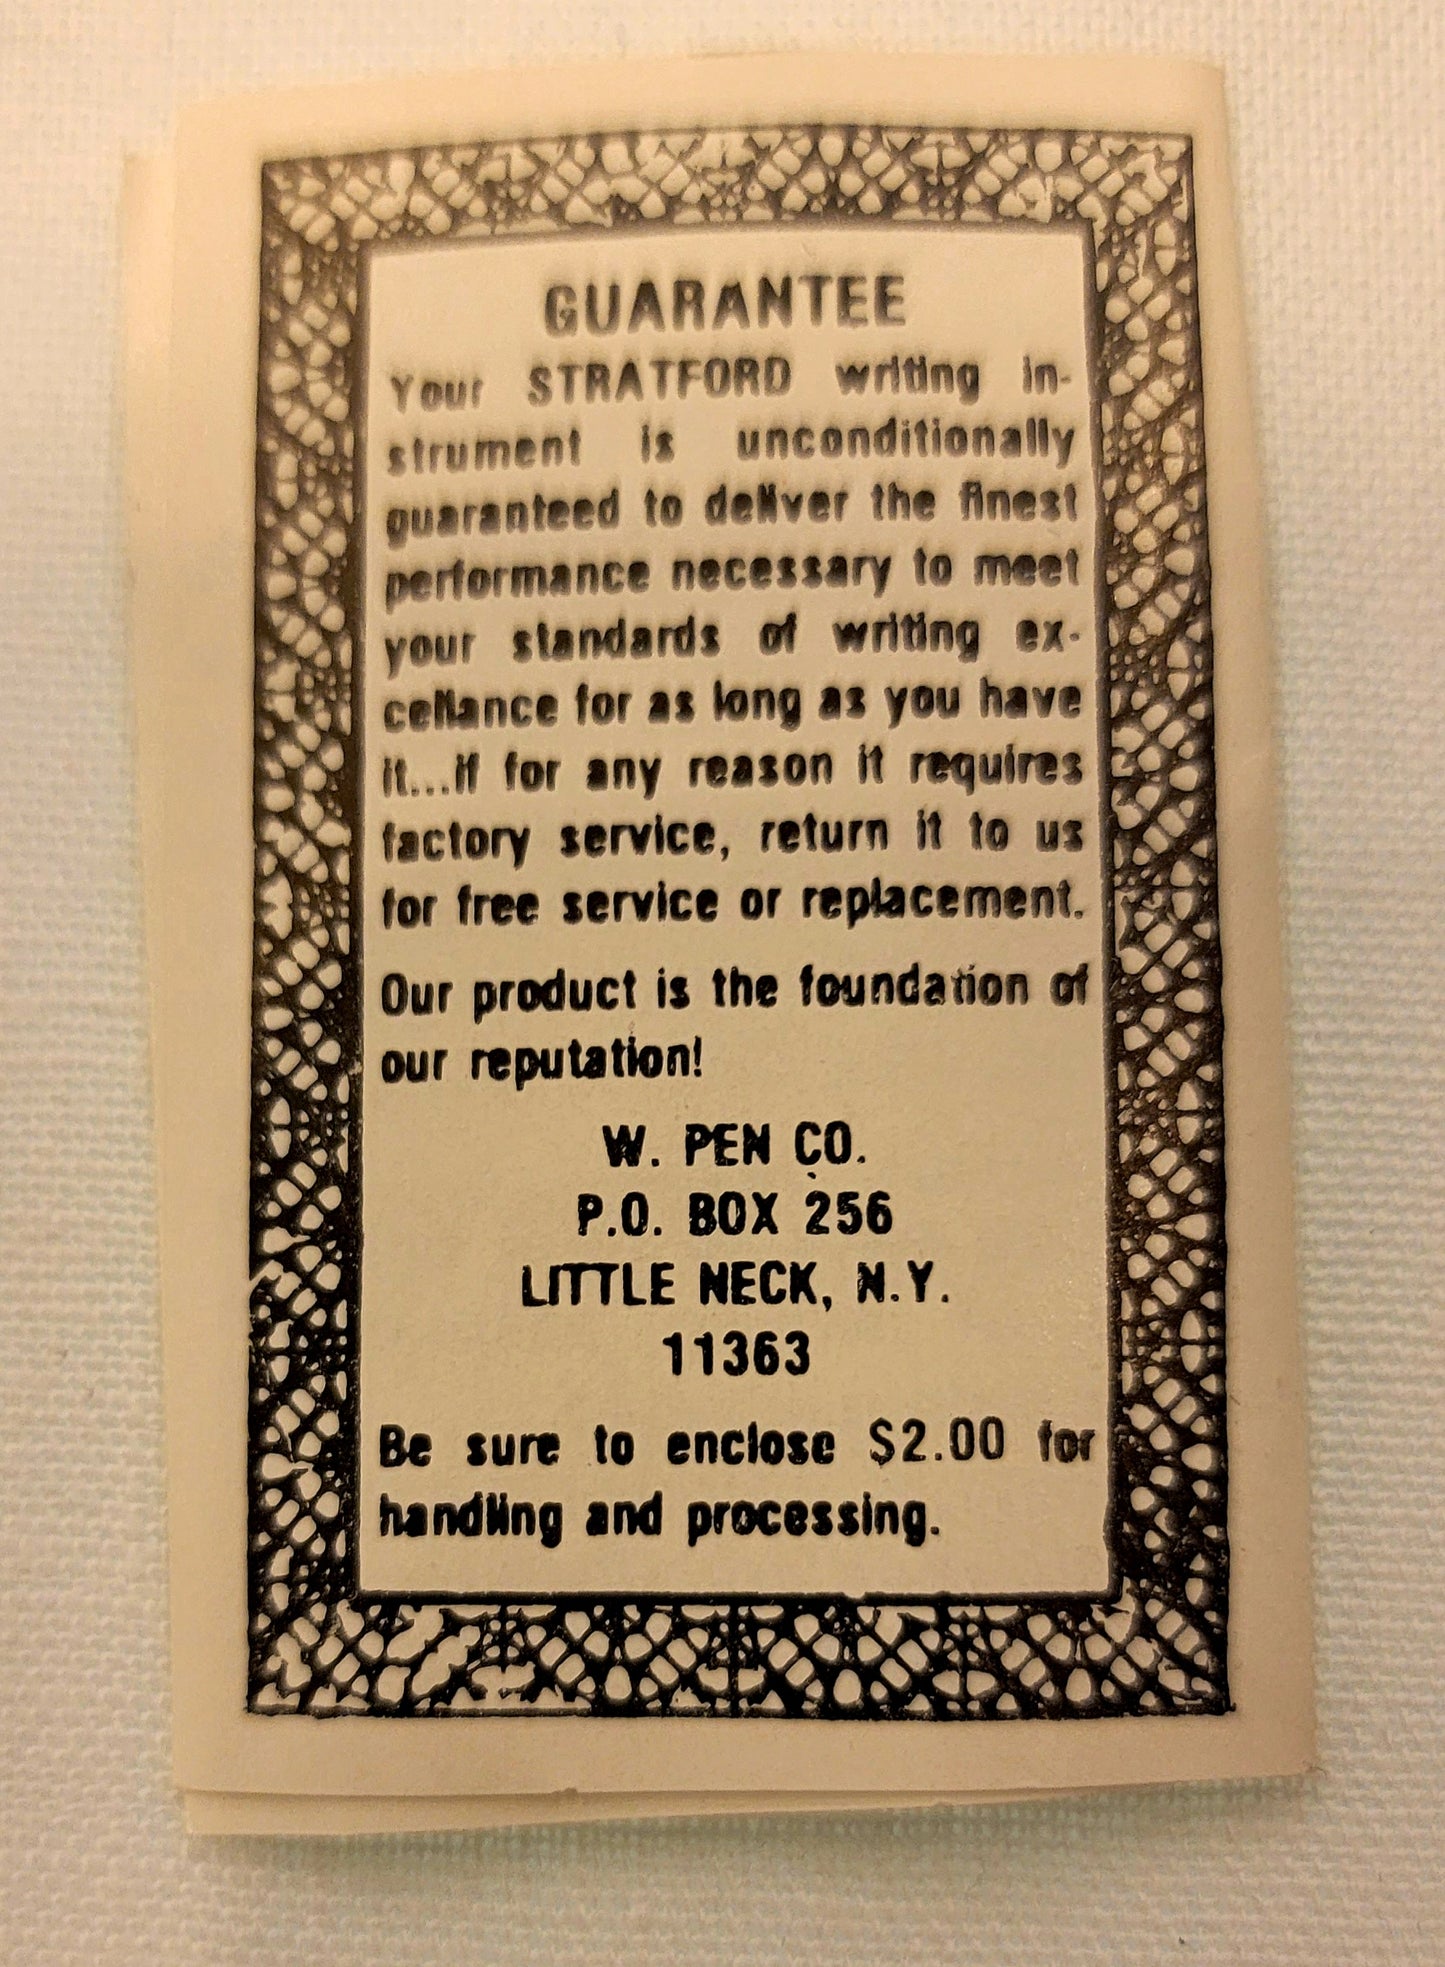 GUARANTEE
Your STRATFORD writing in-
strument is unconditionally
guaranteed to deliver the finest
performance necessary to meet
your standards of writing ex-
cellance for as long as you have
it...if for any reason it requires
factory service, return it to us
for free service or replacement.
Our product is the foundation of
our reputation!
W. PEN CO.
P.O. BOX 256
LITTLE NECK, N.Y.
11363
Be sure to enclose $2.00 for
handling and processing.